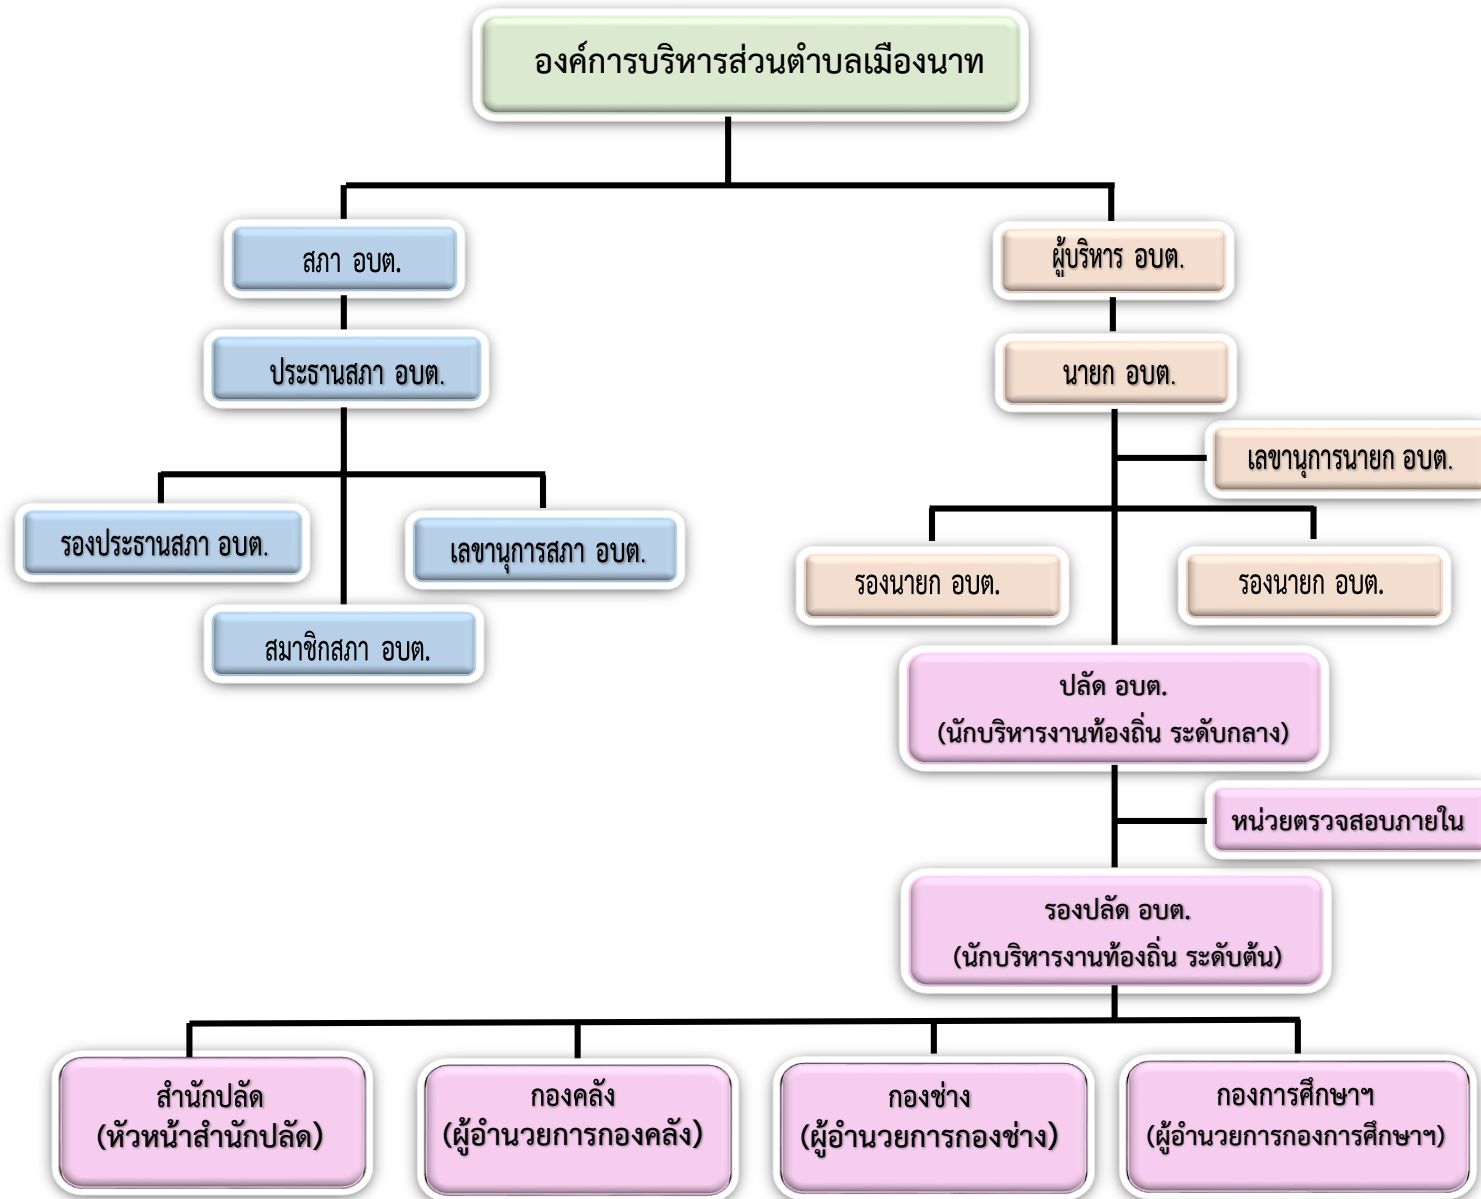 องค์การบริหารส่วนตำบลเมืองนาท
สภา อบต.
ผู้บริหาร อบต.
ประธานสภา อบต.
นายก อบต.
เลขานุการนายก อบต.
รองประธานสภา อบต.
เลขานุการสภา อบต.
รองนายก อบต.
รองนายก อบต.
สมาชิกสภา อบต.
ปลัด อบต.
(นักบริหารงานท้องถิ่น ระดับกลาง)
หน่วยตรวจสอบภายใน
รองปลัด อบต.
(นักบริหารงานท้องถิ่น ระดับต้น)
สำนักปลัด
(หัวหน้าสำนักปลัด)
กองคลัง
(ผู้อำนวยการกองคลัง)
กองช่าง
(ผู้อำนวยการกองช่าง)
กองการศึกษาฯ
(ผู้อำนวยการกองการศึกษาฯ)